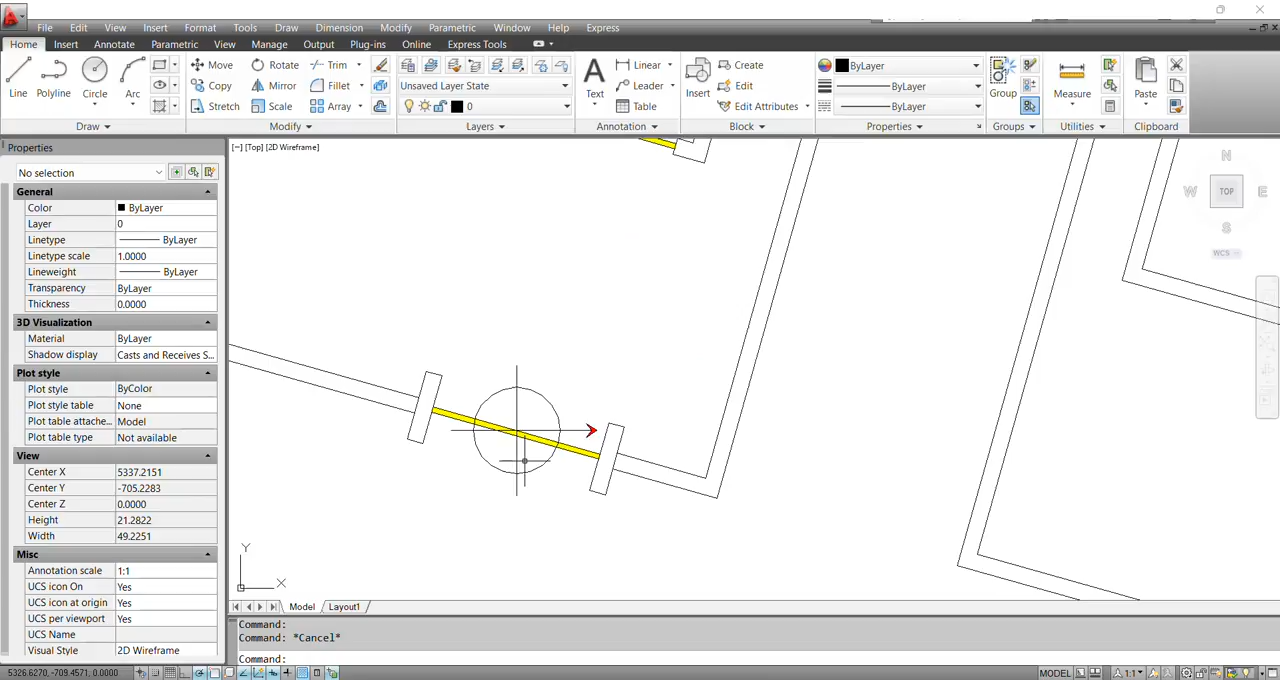 File Edit View Insert Format Tools Draw Dimension Modify Parametric Window Help Express
Home Insert Annotate Parametric View Manage Output Plug-ins Online Express Tools
Line Polyline Circle Arc
Move Rotate Trim
Copy Mirror Fillet
Stretch Scale Array
Unsaved Layer State
0
Text
Linear
Leader
Table
Insert
Create
Edit
Edit Attributes
ByLayer
ByLayer
ByLayer
Group
Measure
Paste
Draw Modify Layers Annotation Block Properties Groups Utilities Clipboard
Properties
No selection
General
Color ByLayer
Layer 0
Linetype ByLayer
Linetype scale 1.0000
Lineweight ByLayer
Transparency ByLayer
Thickness 0.0000
3D Visualization
Material ByLayer
Shadow display Casts and Receives S...
Plot style
Plot style ByColor
Plot style table None
Plot table attache... Model
Plot table type Not available
View
Center X 5337.2151
Center Y -705.2283
Center Z 0.0000
Height 21.2822
Width 49.2251
Misc
Annotation scale 1:1
UCS icon On Yes
UCS icon at origin Yes
UCS per viewport Yes
UCS Name
Visual Style 2D Wireframe
[−] [Top] [2D Wireframe]
N
W TOP E
S
WCS
Y
X
Model Layout1
Command:
Command: *Cancel*
Command:
5326.6270, -709.4571, 0.0000
MODEL 1:1